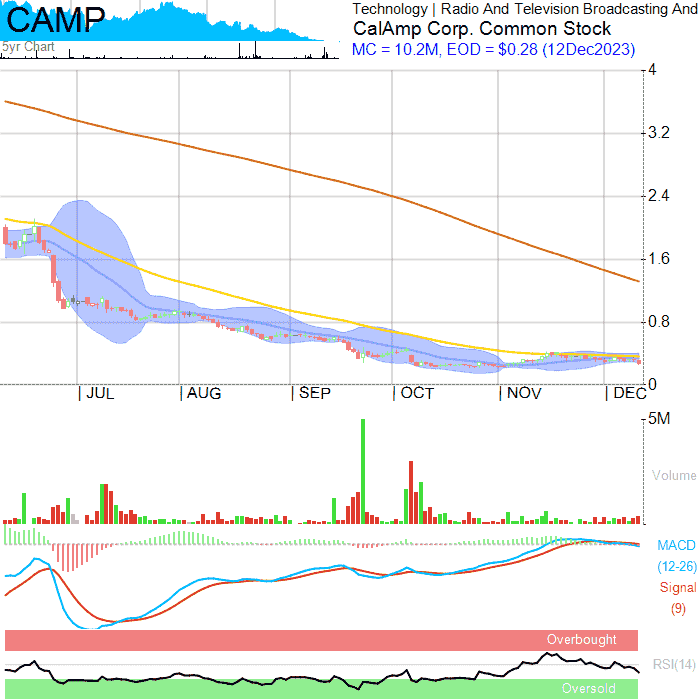 CAMP
5yr Chart
Technology | Radio And Television Broadcasting And
CalAmp Corp. Common Stock
MC = 10.2M, EOD = $0.28 (12Dec2023)
4
3.2
2.4
1.6
0.8
0
JUL
AUG
SEP
OCT
NOV
DEC
5M
Volume
MACD
(12-26)
Signal
(9)
Overbought
RSI(14)
Oversold